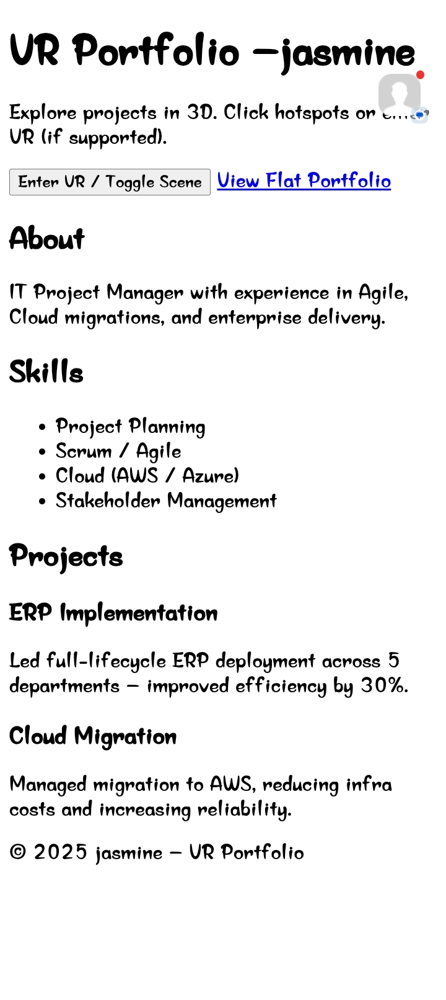 VR Portfolio —jasmine
Explore projects in 3D. Click hotspots or
VR (if supported).
Enter VR / Toggle Scene View Flat Portfolio
About
IT Project Manager with experience in Agile,
Cloud migrations, and enterprise delivery.
Skills
• Project Planning
• Scrum / Agile
• Cloud (AWS / Azure)
• Stakeholder Management
Projects
ERP Implementation
Led full-lifecycle ERP deployment across 5
departments — improved efficiency by 30%.
Cloud Migration
Managed migration to AWS, reducing infra
costs and increasing reliability.
© 2025 jasmine — VR Portfolio